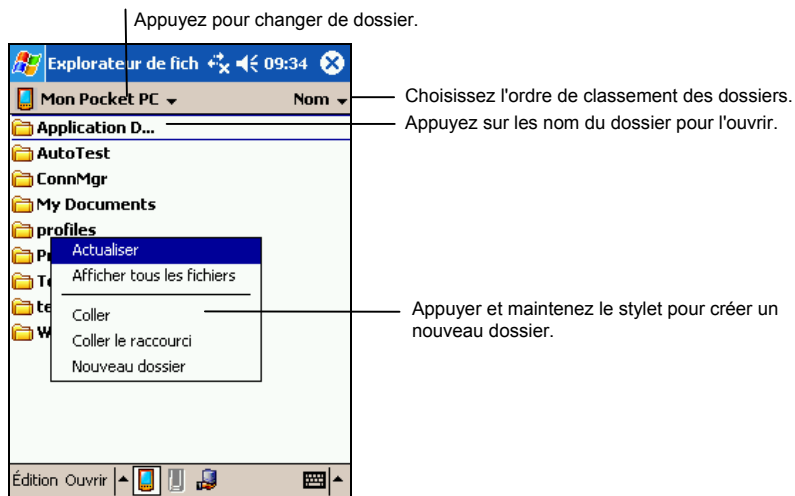 Appuyez pour changer de dossier.
Explorateur de fich 09:34
Mon Pocket PC Nom
Choisissez l'ordre de classement des dossiers.
Application D...
Appuyez sur les nom du dossier pour l'ouvrir.
AutoTest
ConnMgr
My Documents
profiles
Actualiser
Afficher tous les fichiers
Coller
Coller le raccourci
Nouveau dossier
Appuyer et maintenez le stylet pour créer un
nouveau dossier.
Édition Ouvrir